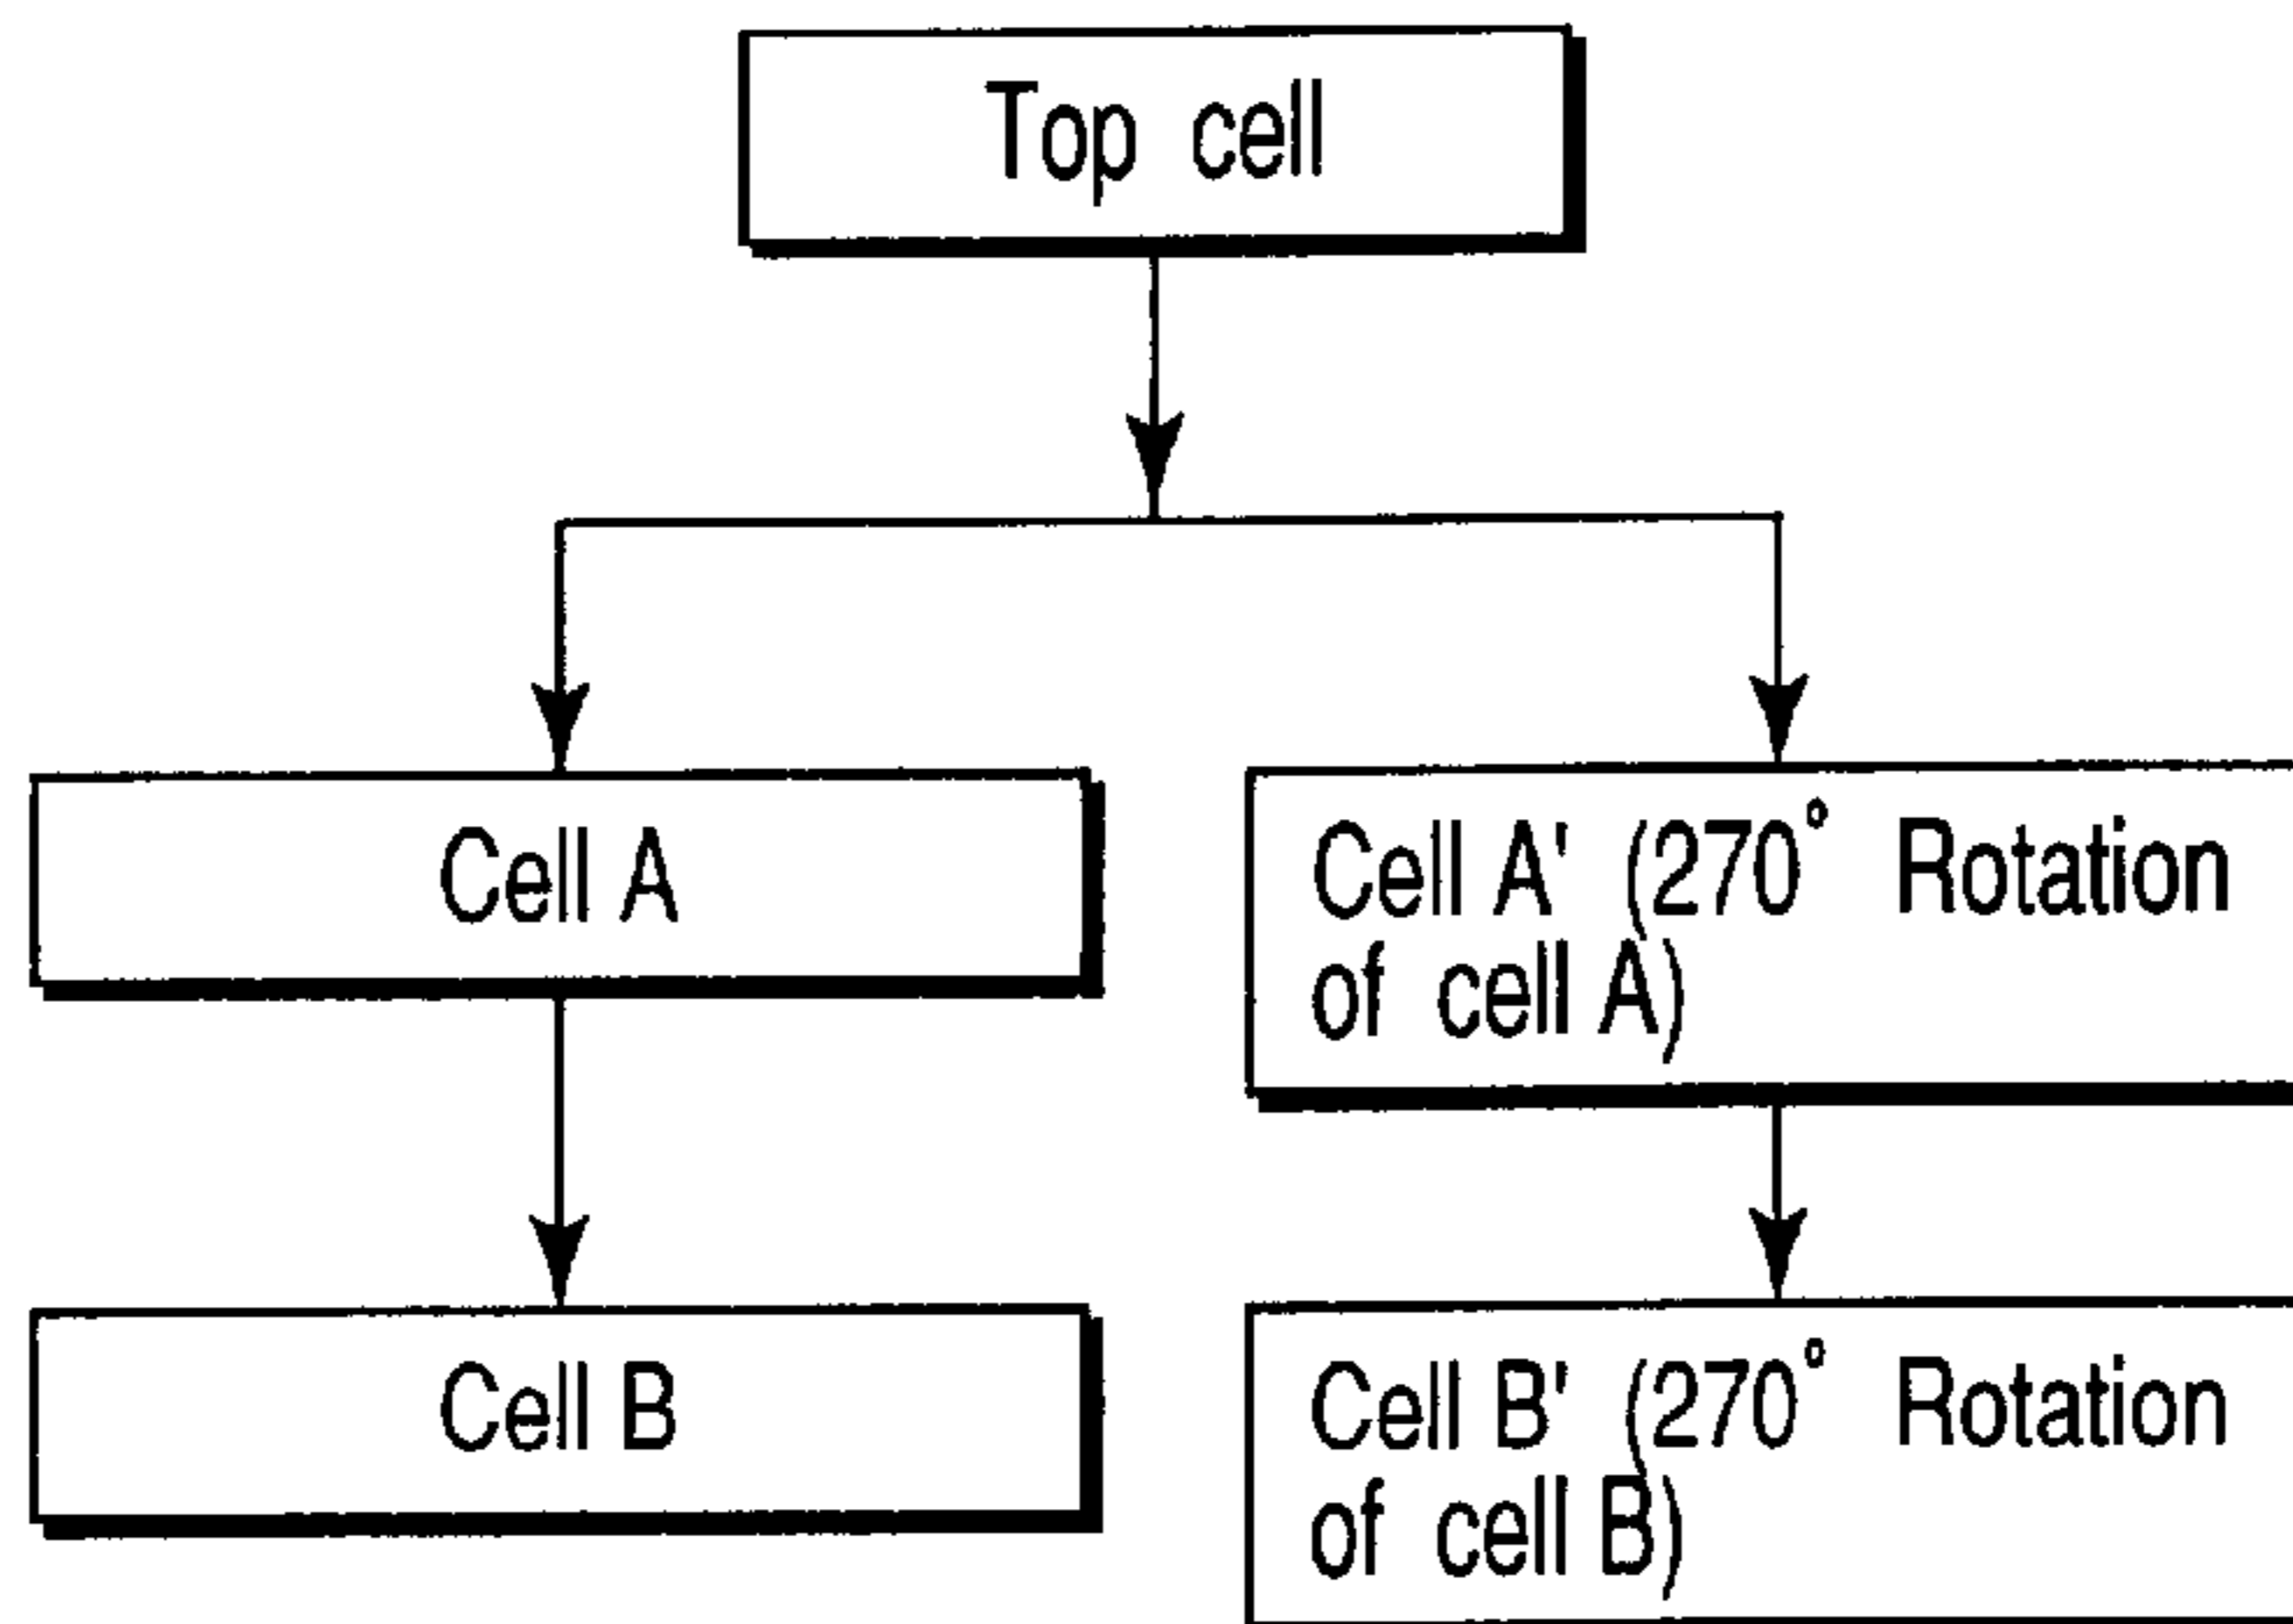 Top cell
Cell A
Cell A' (270° Rotation
of cell A)
Cell B
Cell B' (270° Rotation
of cell B)